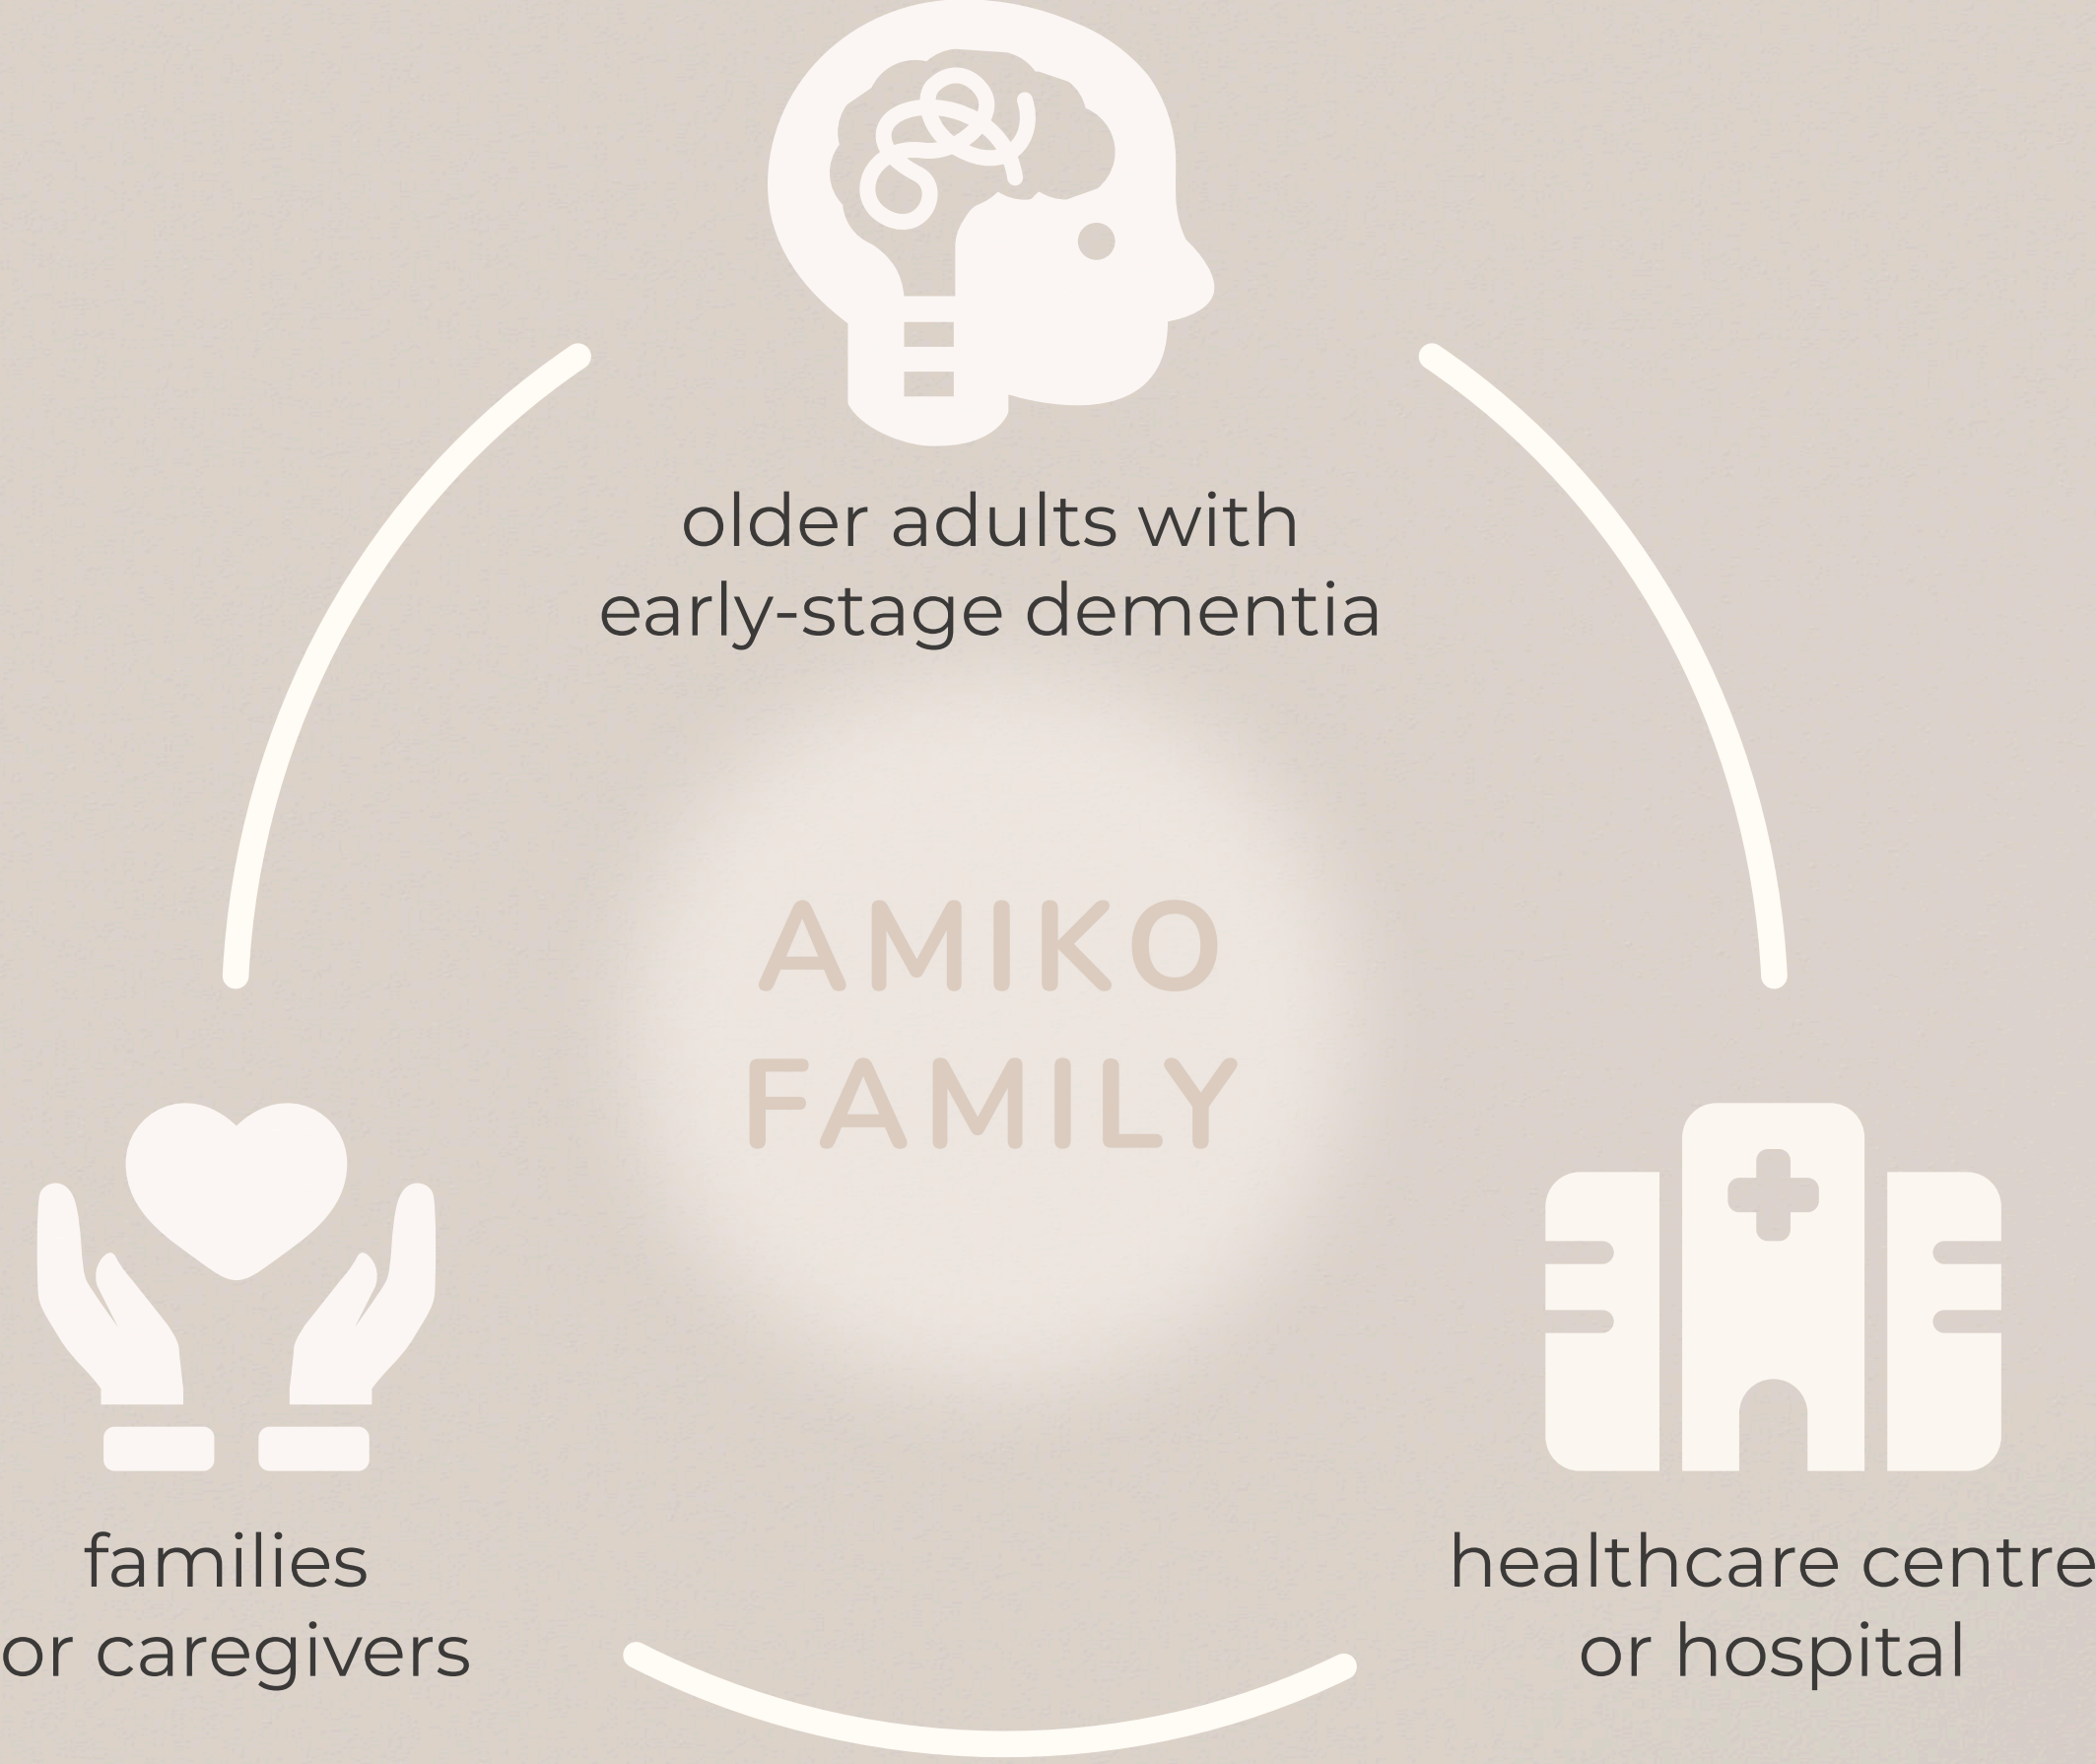 older adults with
early-stage dementia
AMIKO
FAMILY
families
or caregivers
healthcare centre
or hospital